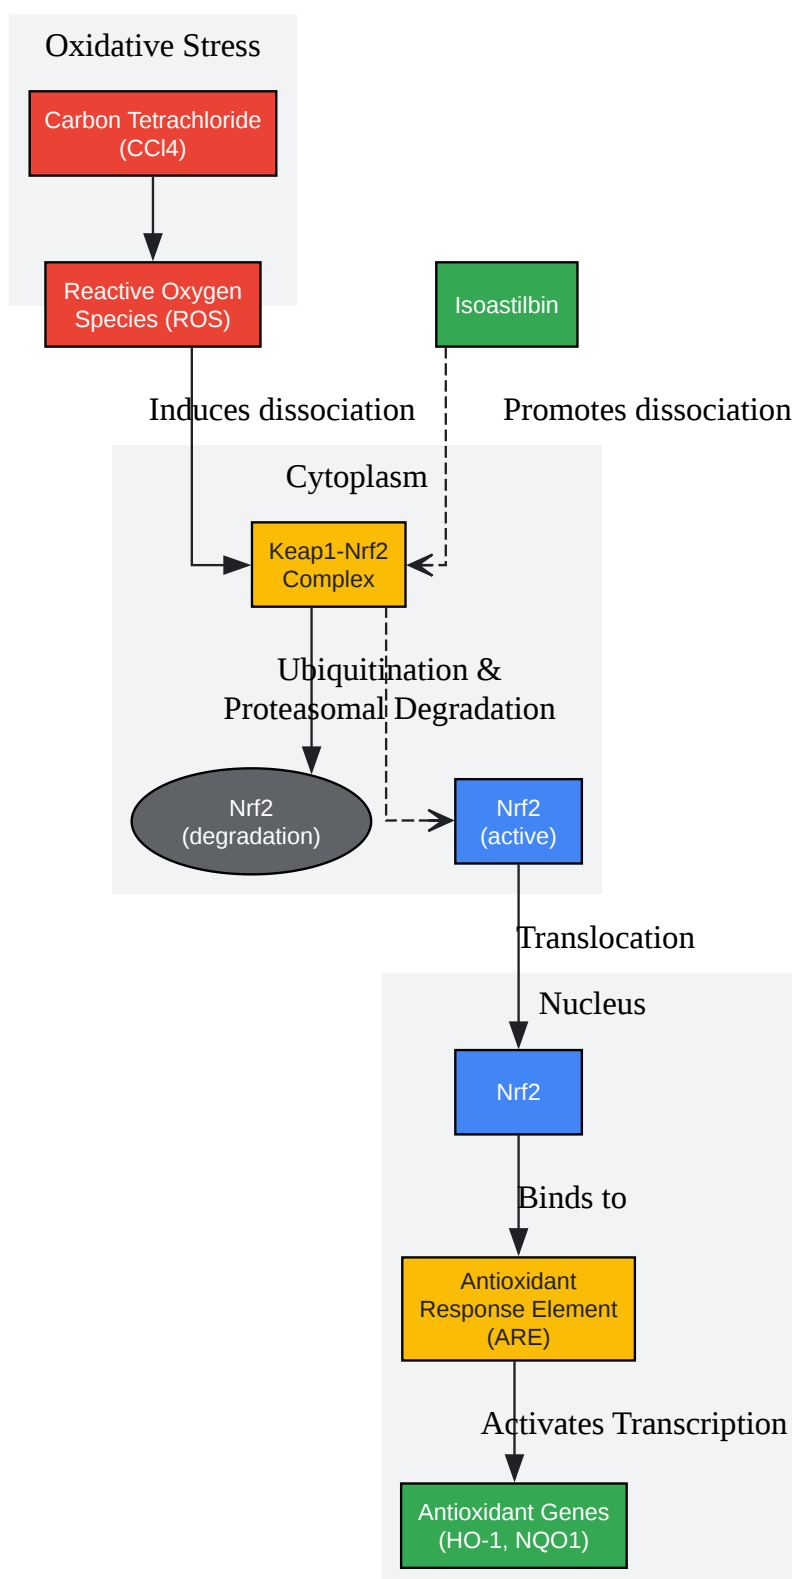 Oxidative Stress
Carbon Tetrachloride
(CCl4)
Reactive Oxygen
Species (ROS)
Isoastilbin
Induces dissociation
Promotes dissociation
Cytoplasm
Keap1-Nrf2
Complex
Ubiquitination &
Proteasomal Degradation
Nrf2
(degradation)
Nrf2
(active)
Translocation
Nucleus
Nrf2
Binds to
Antioxidant
Response Element
(ARE)
Activates Transcription
Antioxidant Genes
(HO-1, NQO1)